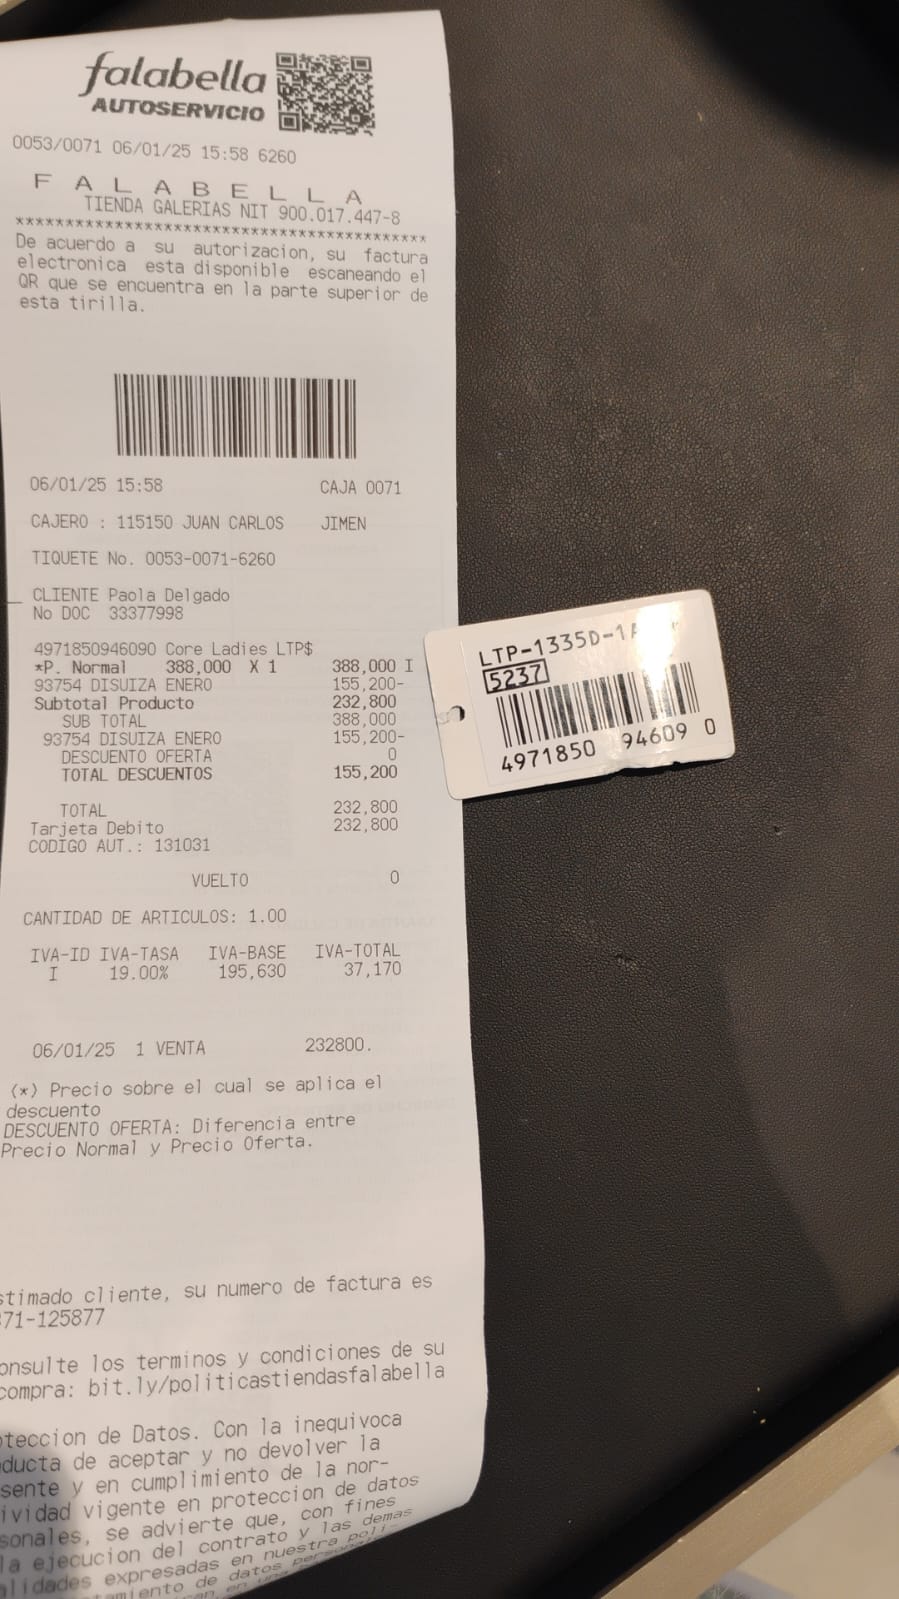 falabella
AUTOSERVICIO
0053/0071 06/01/25 15:58 6260
F A L A B E L L A
TIENDA GALERIAS NIT 900.017.447-8
******************************************
De acuerdo a su autorizacion, su factura
electronica esta disponible escaneando el
QR que se encuentra en la parte superior de
esta tirilla.
06/01/25 15:58 CAJA 0071
CAJERO : 115150 JUAN CARLOS JIMEN
TIQUETE No. 0053-0071-6260
CLIENTE Paola Delgado
No DOC 33377998
4971850946090 Core Ladies LTP$
*P. Normal 388,000 X 1 388,000 I
93754 DISUIZA ENERO 155,200-
Subtotal Producto 232,800
SUB TOTAL 388,000
93754 DISUIZA ENERO 155,200-
DESCUENTO OFERTA 0
TOTAL DESCUENTOS 155,200
TOTAL 232,800
Tarjeta Debito 232,800
CODIGO AUT.: 131031
VUELTO 0
CANTIDAD DE ARTICULOS: 1.00
IVA-ID IVA-TASA IVA-BASE IVA-TOTAL
I 19.00% 195,630 37,170
06/01/25 1 VENTA 232800.
(*) Precio sobre el cual se aplica el
descuento
DESCUENTO OFERTA: Diferencia entre
Precio Normal y Precio Oferta.
stimado cliente, su numero de factura es
71-125877
onsulte los terminos y condiciones de su
compra: bit.ly/politicastiendasfalabella
oteccion de Datos. Con la inequivoca
ducta de aceptar y no devolver la
sente y en cumplimiento de la nor-
ividad vigente en proteccion de datos
sonales, se advierte que, con fines
la ejecucion del contrato y las demas
alidades expresadas en nuestra poli-
tamiento de datos
LTP-1335D-1A
5237
4971850 94609 0